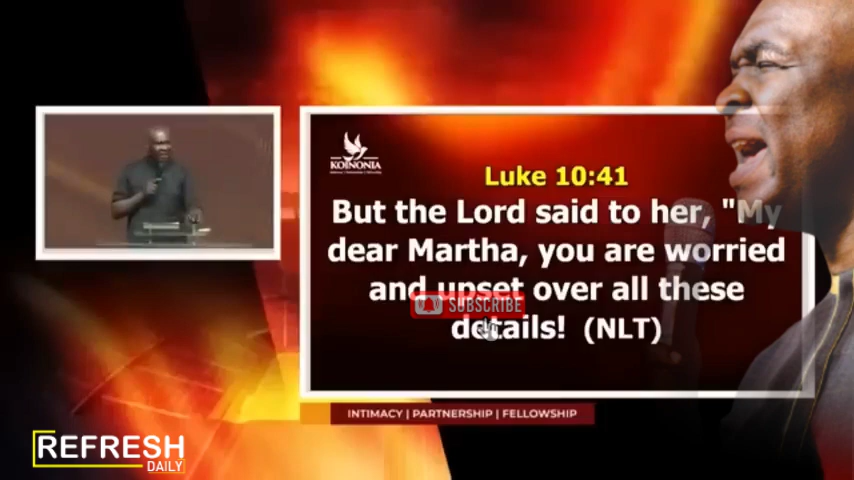 KOINONIA
Luke 10:41
But the Lord said to her, "My
dear Martha, you are worried
and upset over all these
SUBSCRIBE
details! (NLT)
INTIMACY | PARTNERSHIP | FELLOWSHIP
REFRESH
DAILY